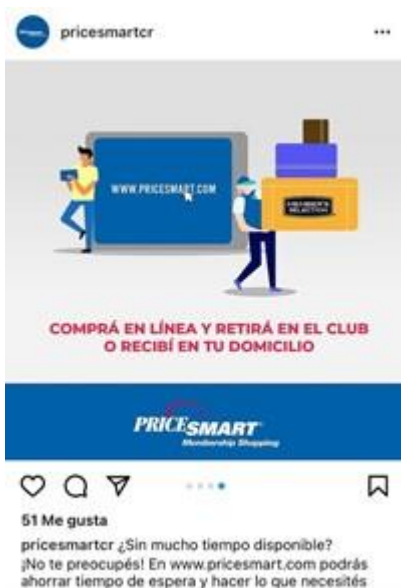 pricesmartcr
WWW.PRICESMART.COM
MEMBER'S
SELECTION
COMPRÁ EN LÍNEA Y RETIRÁ EN EL CLUB
O RECIBÍ EN TU DOMICILIO
PRICESMART
Membership Shopping
51 Me gusta
pricesmartcr ¿Sin mucho tiempo disponible?
¡No te preocupés! En www.pricesmart.com podrás
ahorrar tiempo de espera y hacer lo que necesités